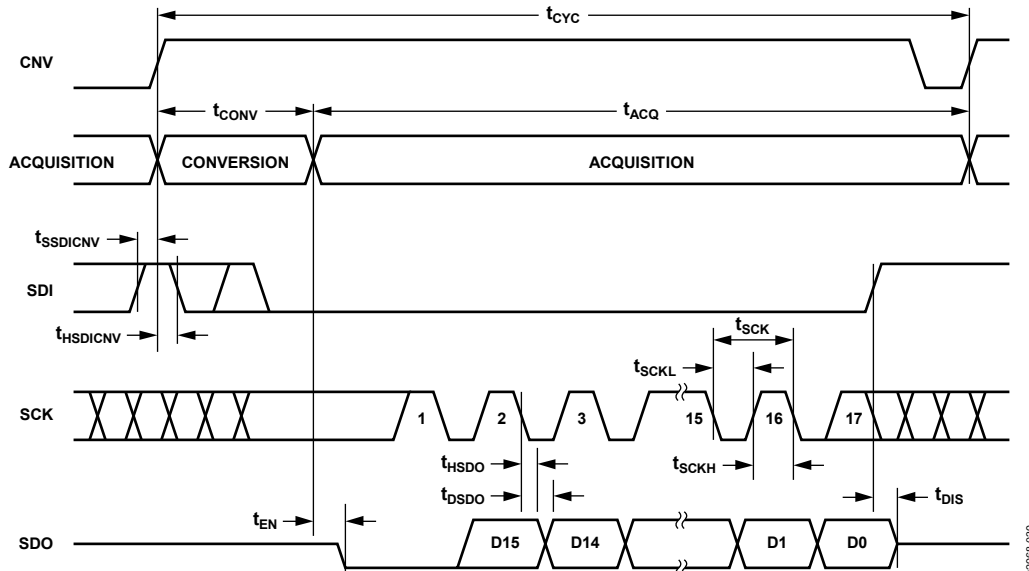 tCYC
CNV
tCONV
tACQ
ACQUISITION
CONVERSION
ACQUISITION
tSSDICNV
SDI
tHSDICNV
tSCK
tSCKL
SCK
1
2
3
15
16
17
tHSDO
tSCKH
tDSDO
tEN
tDIS
SDO
D15
D14
D1
D0